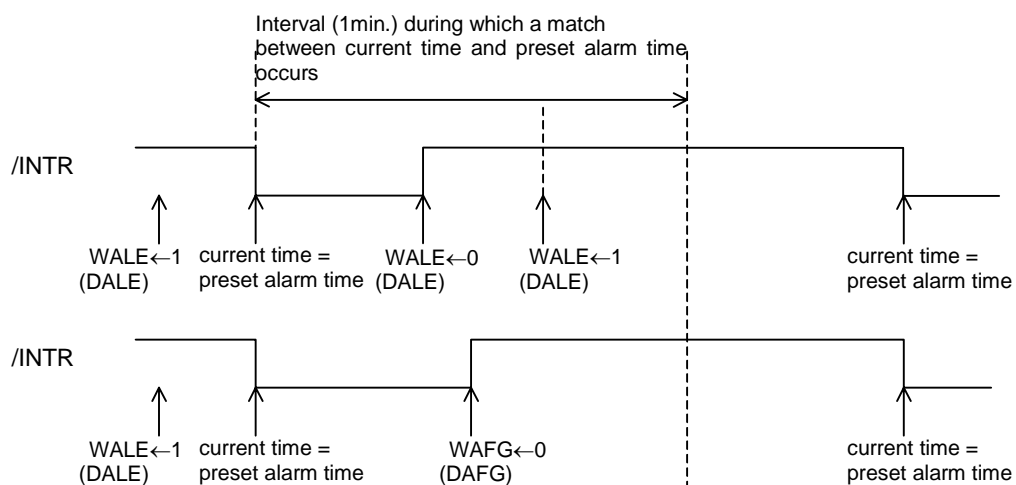 Interval (1min.) during which a match
between current time and preset alarm time
occurs
/INTR
WALE←1 current time = WALE←0 WALE←1 current time =
(DALE) preset alarm time (DALE) (DALE) preset alarm time
/INTR
WALE←1 current time = WAFG←0 current time =
(DALE) preset alarm time (DAFG) preset alarm time